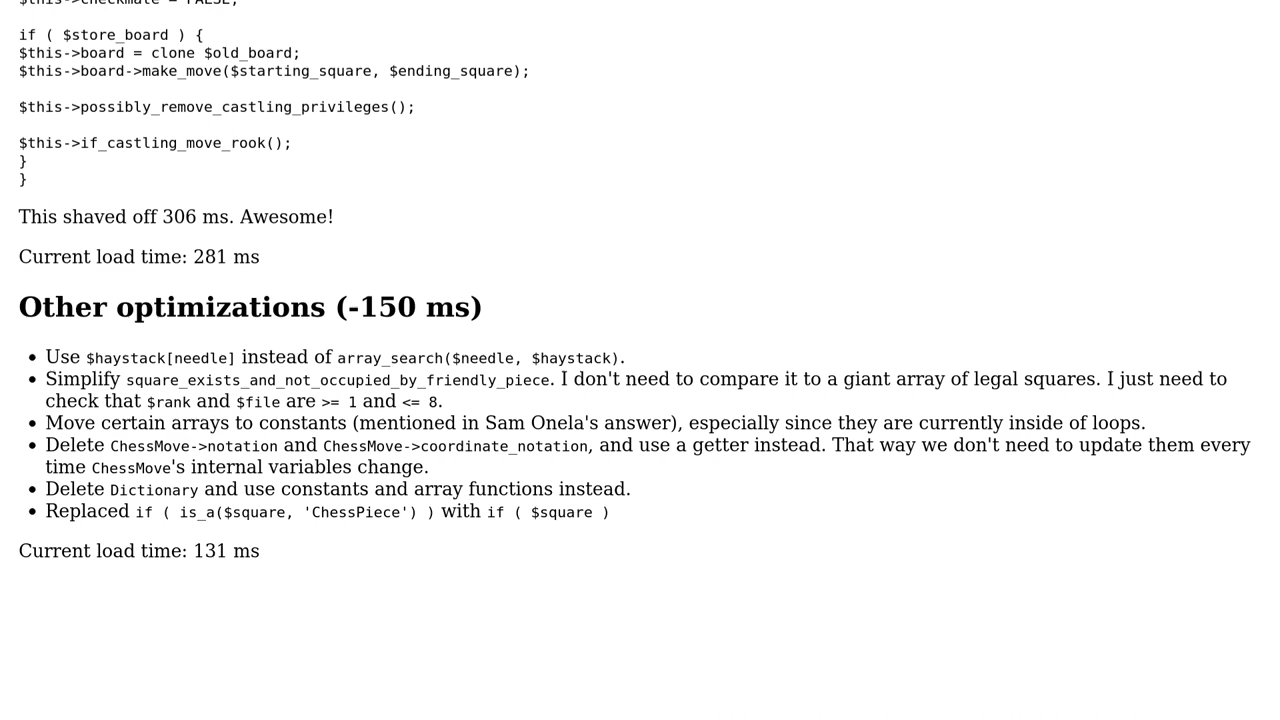 $this->checkmate = FALSE;
if ( $store_board ) {
$this->board = clone $old_board;
$this->board->make_move($starting_square, $ending_square);
$this->possibly_remove_castling_privileges();
$this->if_castling_move_rook();
}
}
This shaved off 306 ms. Awesome!
Current load time: 281 ms
Other optimizations (-150 ms)
• Use $haystack[needle] instead of array_search($needle, $haystack).
• Simplify square_exists_and_not_occupied_by_friendly_piece. I don't need to compare it to a giant array of legal squares. I just need to
check that $rank and $file are >= 1 and <= 8.
• Move certain arrays to constants (mentioned in Sam Onela's answer), especially since they are currently inside of loops.
• Delete ChessMove->notation and ChessMove->coordinate_notation, and use a getter instead. That way we don't need to update them every
time ChessMove's internal variables change.
• Delete Dictionary and use constants and array functions instead.
• Replaced if ( is_a($square, 'ChessPiece') ) with if ( $square )
Current load time: 131 ms